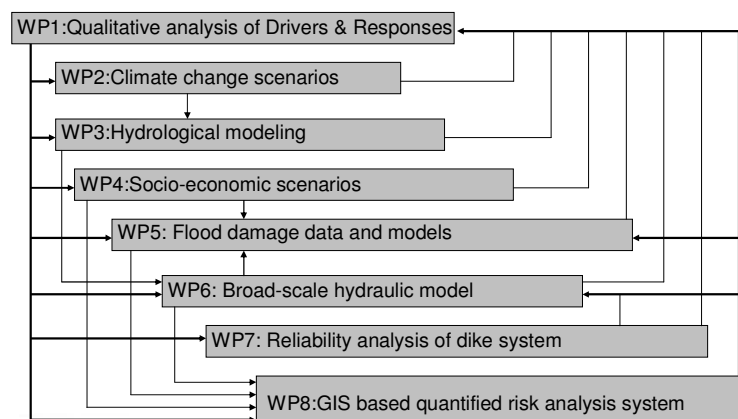 WP1:Qualitative analysis of Drivers & Responses
WP2:Climate change scenarios
WP3:Hydrological modeling
WP4:Socio-economic scenarios
WP5: Flood damage data and models
WP6: Broad-scale hydraulic model
WP7: Reliability analysis of dike system
WP8:GIS based quantified risk analysis system